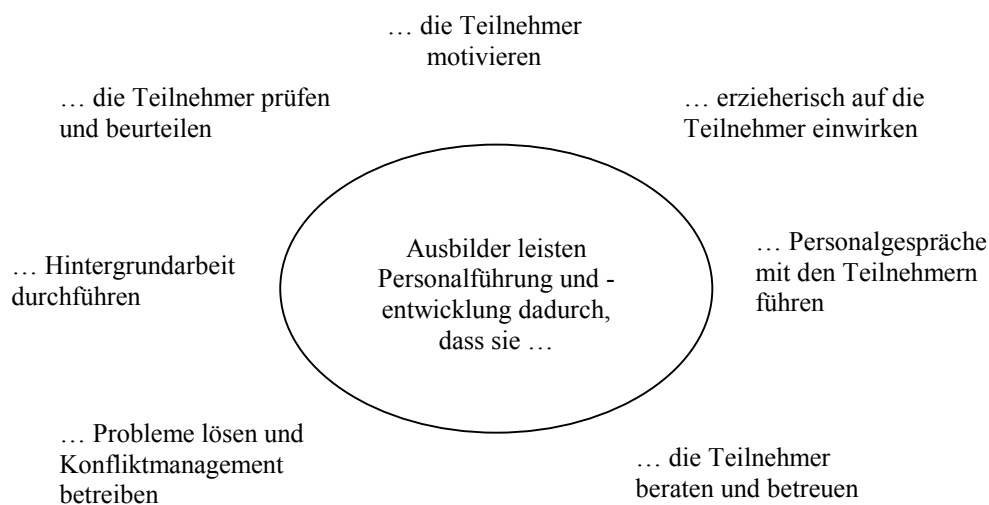 … die Teilnehmer
motivieren
… die Teilnehmer prüfen
und beurteilen
… erzieherisch auf die
Teilnehmer einwirken
… Hintergrundarbeit
durchführen
Ausbilder leisten
Personalführung und -
entwicklung dadurch,
dass sie …
… Personalgespräche
mit den Teilnehmern
führen
… Probleme lösen und
Konfliktmanagement
betreiben
… die Teilnehmer
beraten und betreuen